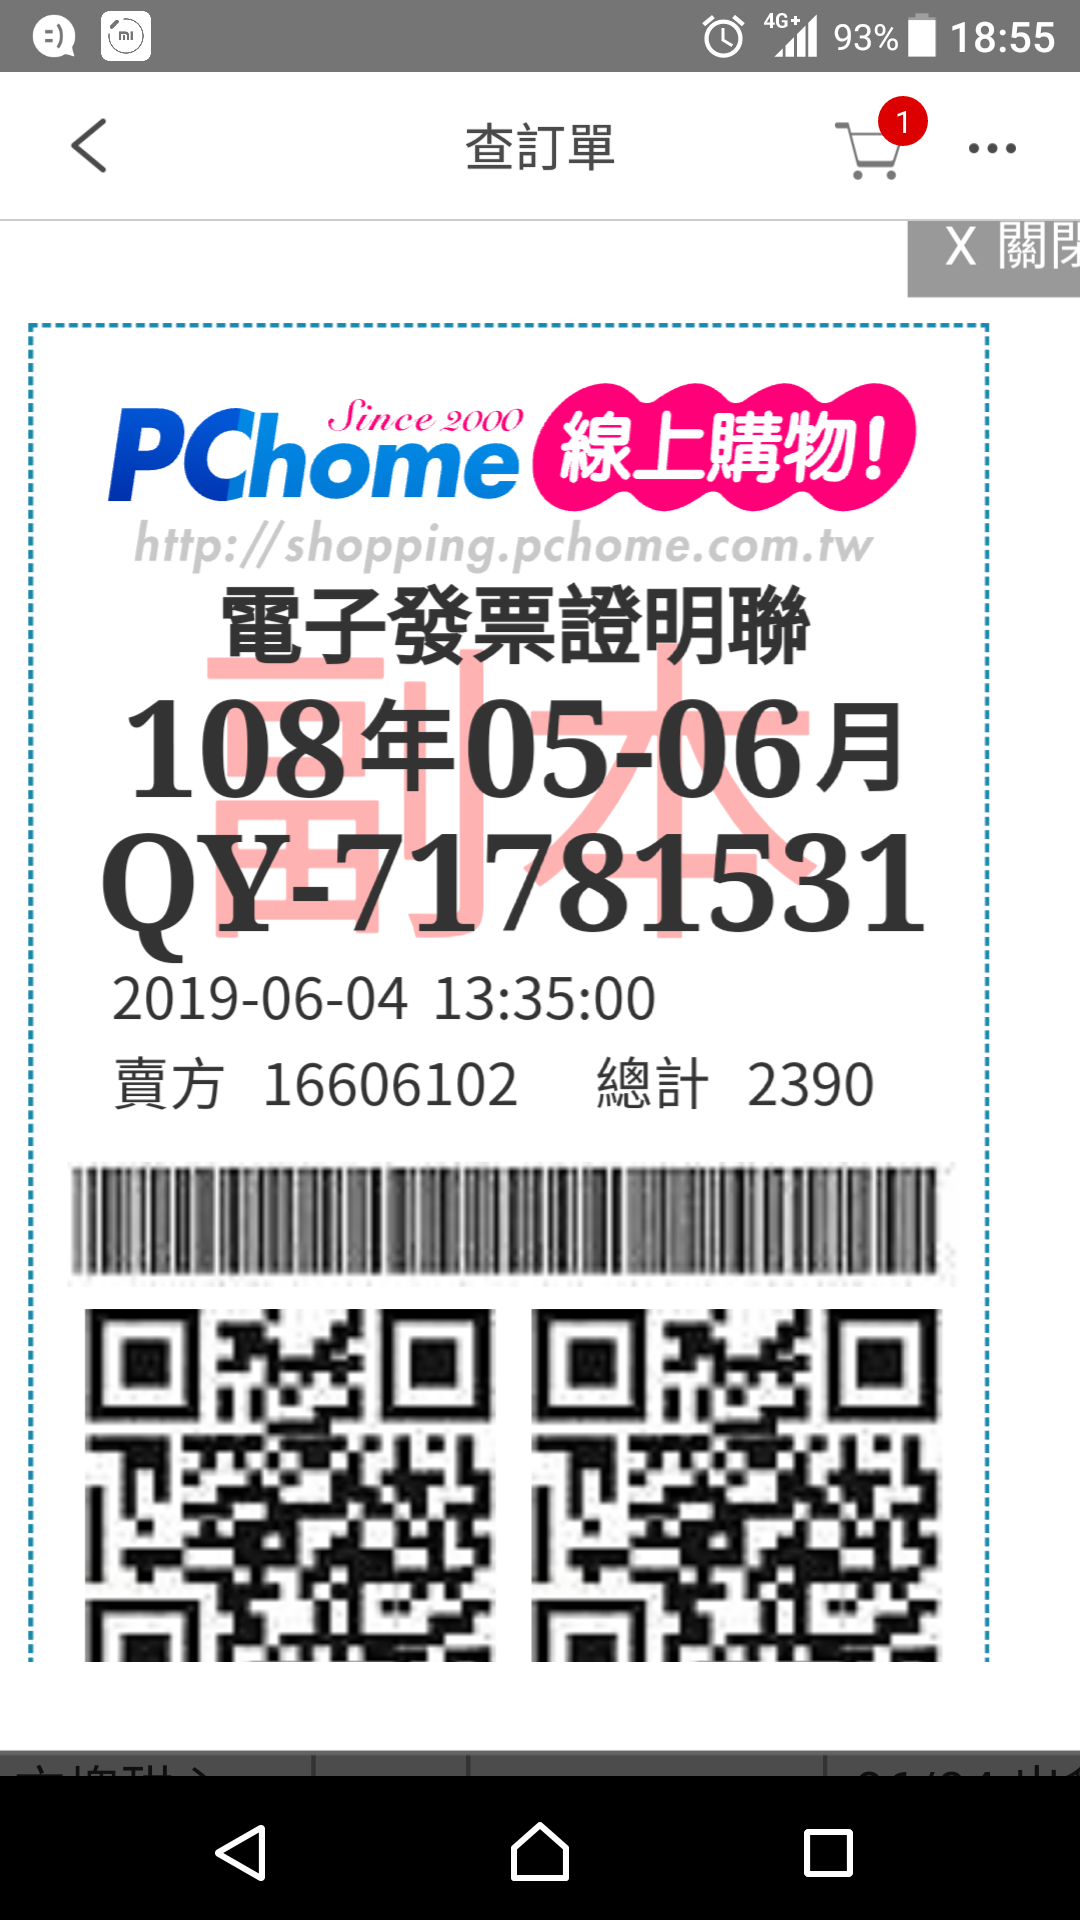 4G+ 93% 18:55
查訂單
1
X 關閉
PChome Since 2000 線上購物!
http://shopping.pchome.com.tw
電子發票證明聯
副本
108年05-06月
QY-71781531
2019-06-04 13:35:00
賣方 16606102 總計 2390